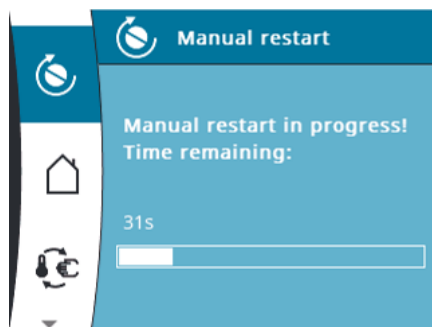 Manual restart
Manual restart in progress!
Time remaining:
31s